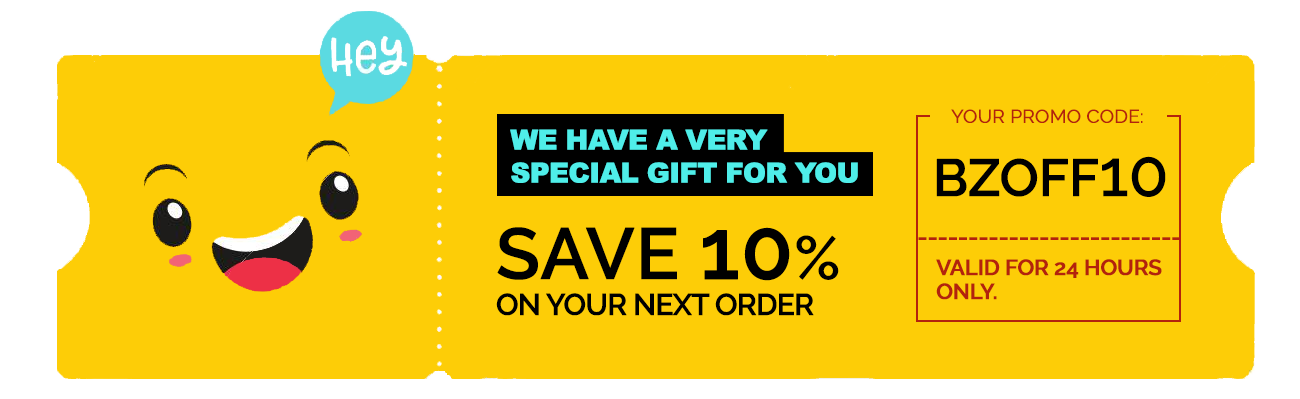 Hey
WE HAVE A VERY
SPECIAL GIFT FOR YOU
SAVE 10%
ON YOUR NEXT ORDER
YOUR PROMO CODE:
BZOFF10
VALID FOR 24 HOURS
ONLY.